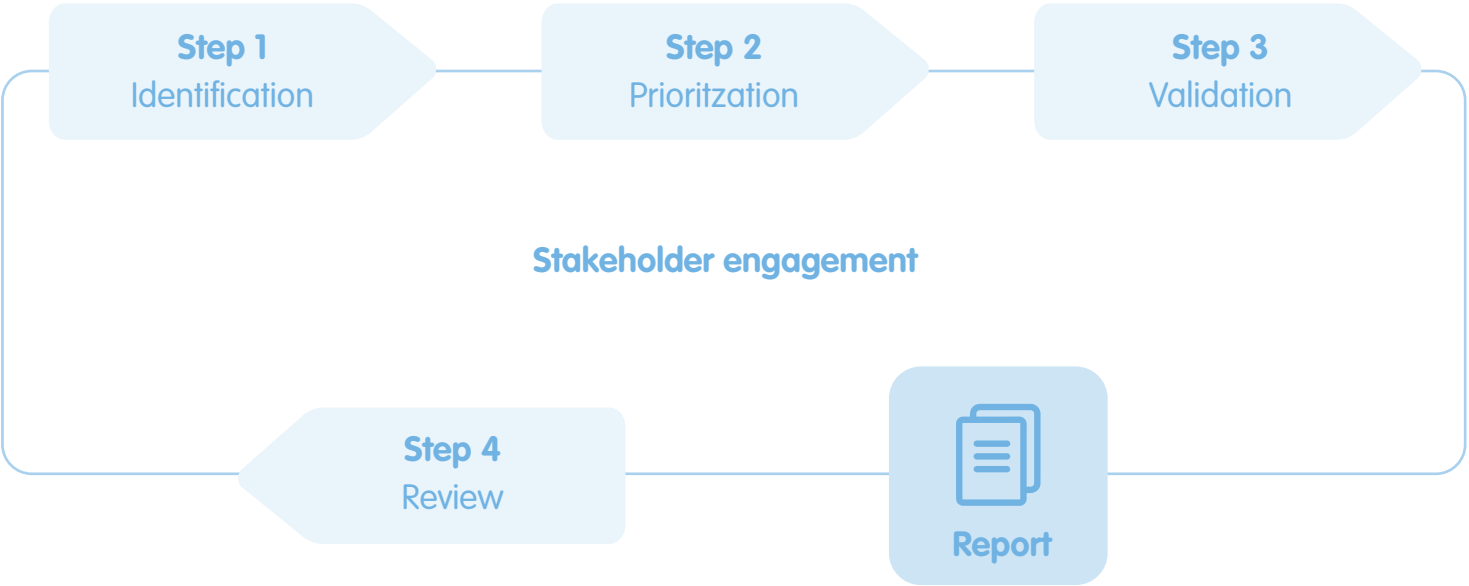 Step 1
Identification
Step 2
Prioritzation
Step 3
Validation
Stakeholder engagement
Step 4
Review
Report